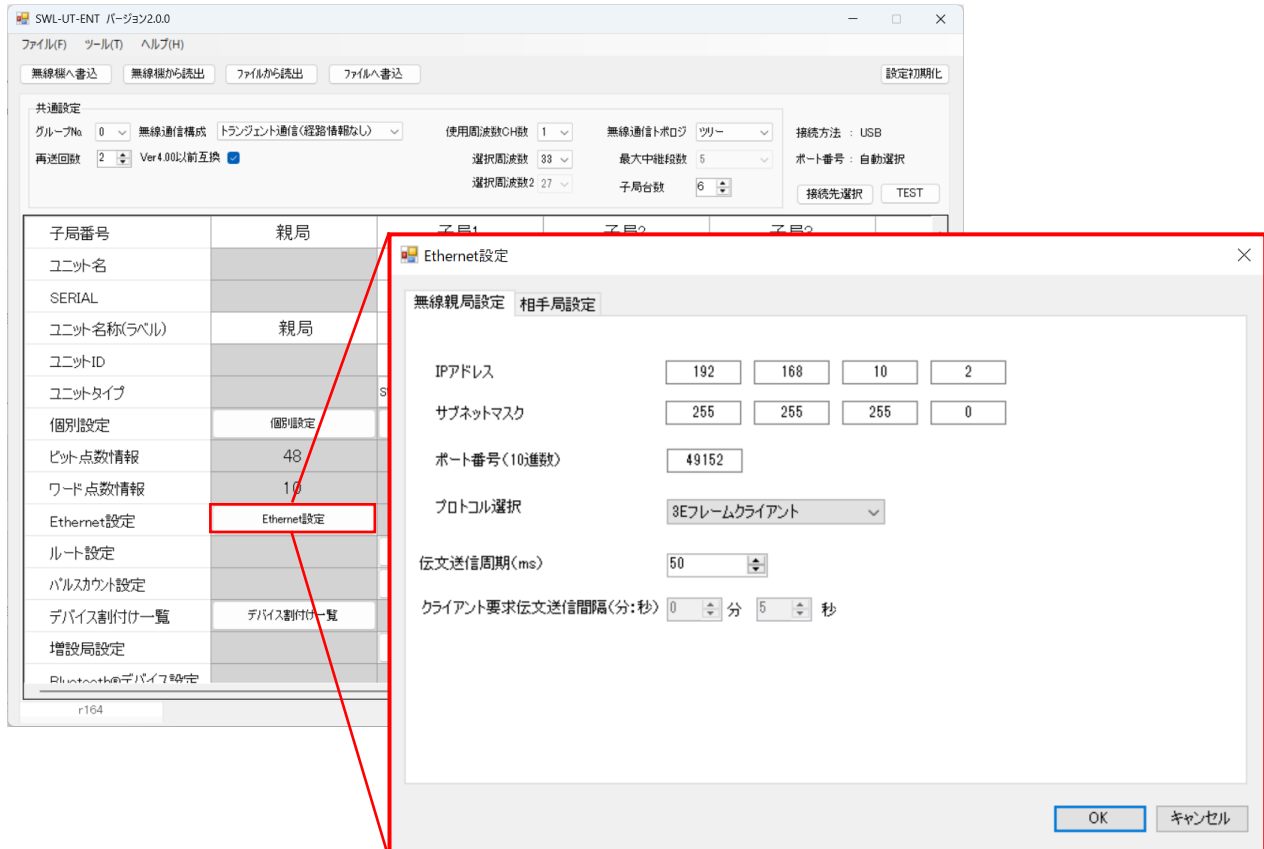 SWL-UT-ENT バージョン2.0.0
ファイル(F) ツール(T) ヘルプ(H)
無線機へ書込 無線機から読出 ファイルから読出 ファイルへ書込 設定初期化
共通設定
グループNo. 0 無線通信構成 トランジェント通信(経路情報なし) 使用周波数CH数 1 無線通信トポロジ ツリー 接続方法 : USB
再送回数 2 Ver4.00以前互換 選択周波数 33 最大中継段数 5 ポート番号 : 自動選択
選択周波数2 27 子局台数 6 接続先選択 TEST
子局番号 親局 子局1 子局2 子局3
ユニット名
SERIAL
ユニット名称(ラベル) 親局
ユニットID
ユニットタイプ
個別設定 個別設定
ビット点数情報 48
ワード点数情報 10
Ethernet設定 Ethernet設定
ルート設定
パルスカウント設定
デバイス割付け一覧 デバイス割付け一覧
増設局設定
Bluetooth®デバイス設定
r164
Ethernet設定
無線親局設定 相手局設定
IPアドレス 192 168 10 2
サブネットマスク 255 255 255 0
ポート番号(10進数) 49152
プロトコル選択 3Eフレームクライアント
伝文送信周期(ms) 50
クライアント要求伝文送信間隔(分:秒) 0 分 5 秒
OK キャンセル